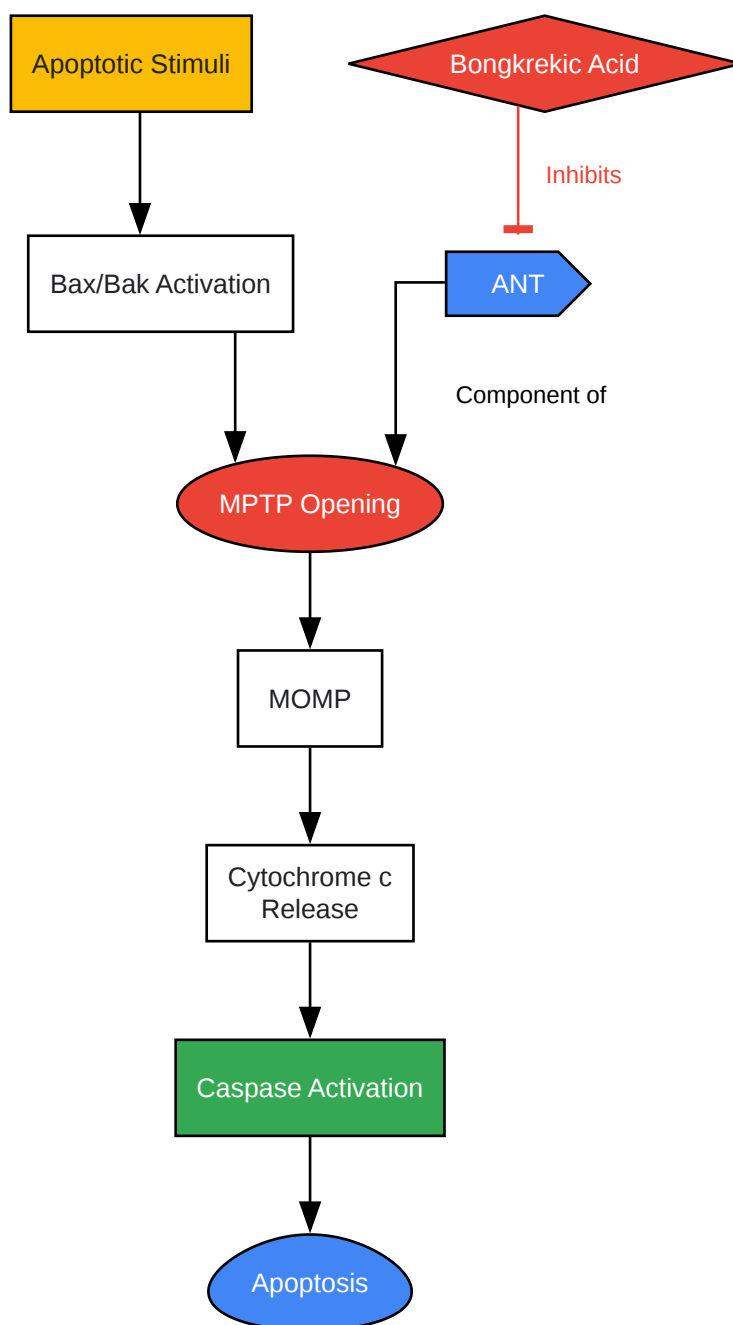 Apoptotic Stimuli
Bongkrekic Acid
Inhibits
Bax/Bak Activation
ANT
Component of
MPTP Opening
MOMP
Cytochrome c
Release
Caspase Activation
Apoptosis